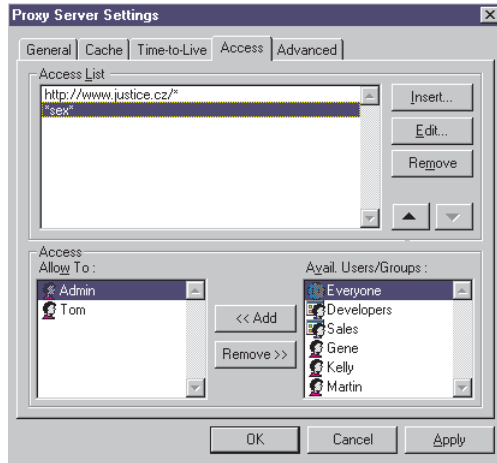 Proxy Server Settings
General Cache Time-to-Live Access Advanced
Access List
http://www.justice.cz/*
*sex*
Insert...
Edit...
Remove
Access
Allow To :
Admin
Tom
<< Add
Remove >>
Avail. Users/Groups :
Everyone
Developers
Sales
Gene
Kelly
Martin
OK Cancel Apply